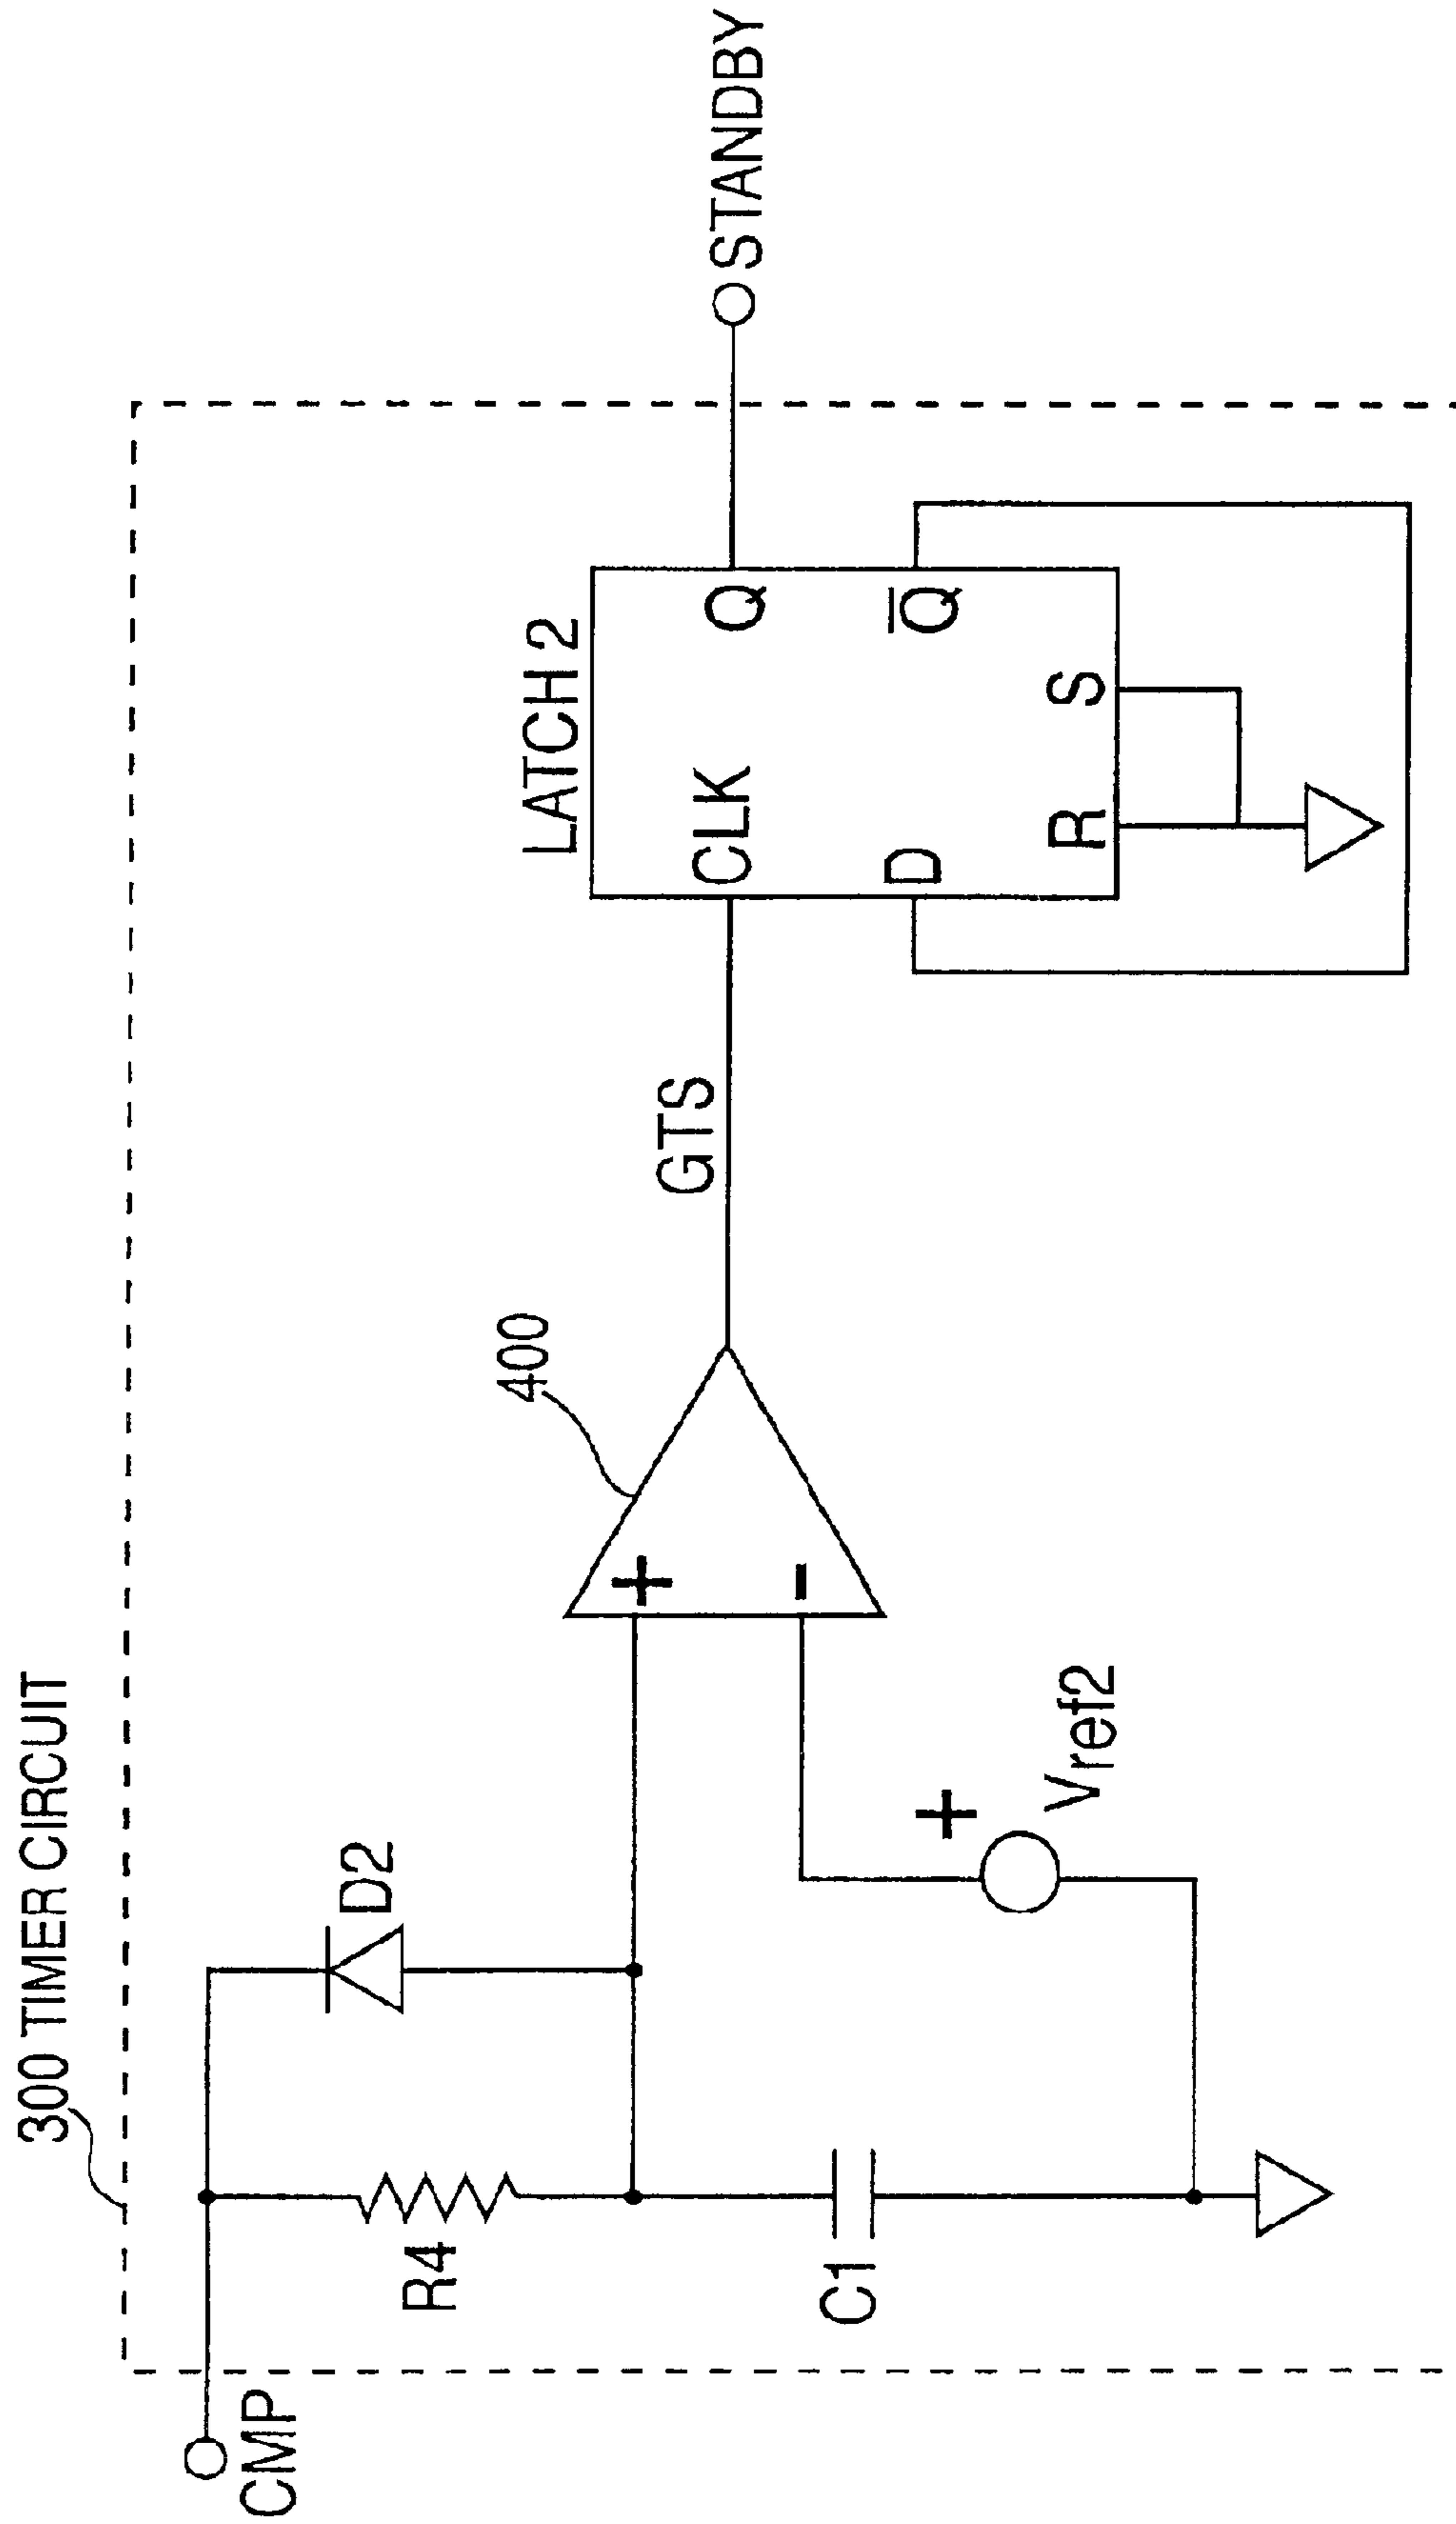 300 TIMER CIRCUIT
CMP
R4
D2
C1
+
Vref2
+
-
400
GTS
LATCH 2
CLK
Q
D
Q̅
R
S
STANDBY